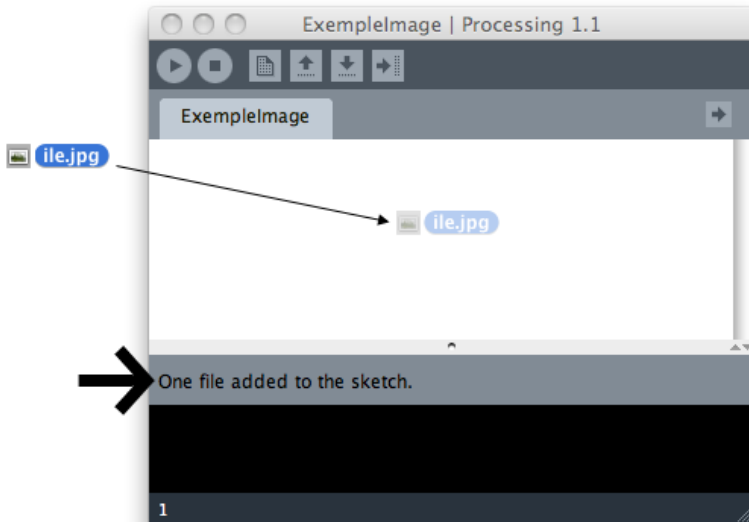 ExempleImage | Processing 1.1
ExempleImage
ile.jpg
ile.jpg
One file added to the sketch.
1